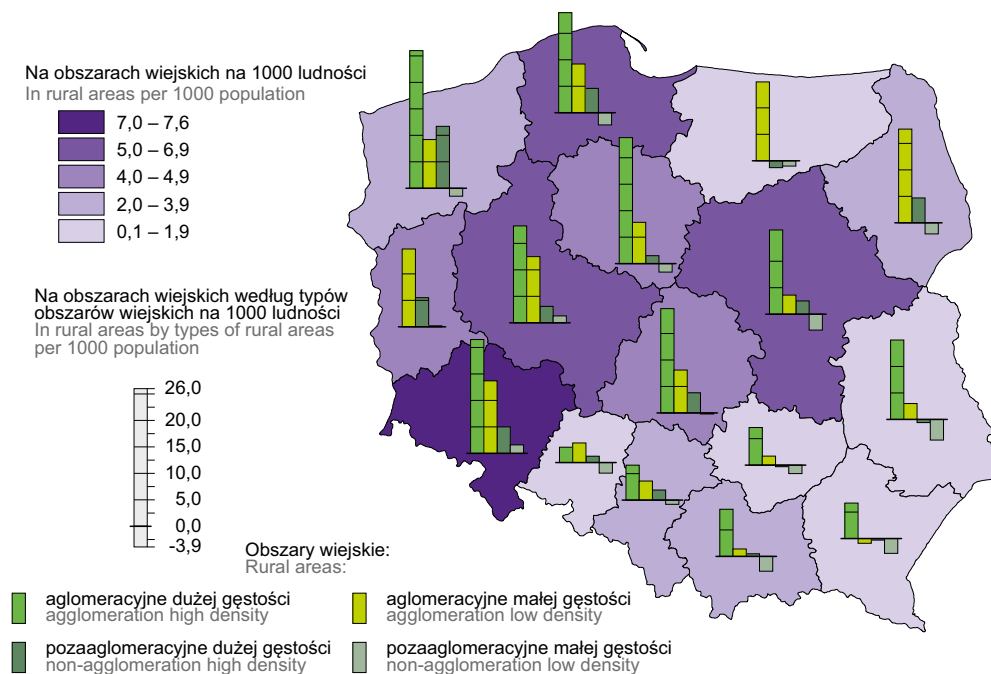 Na obszarach wiejskich na 1000 ludności
In rural areas per 1000 population
7,0 – 7,6
5,0 – 6,9
4,0 – 4,9
2,0 – 3,9
0,1 – 1,9
Na obszarach wiejskich według typów
obszarów wiejskich na 1000 ludności
In rural areas by types of rural areas
per 1000 population
26,0
20,0
15,0
10,0
5,0
0,0
-3,9
Obszary wiejskie:
Rural areas:
aglomeracyjne dużej gęstości
agglomeration high density
aglomeracyjne małej gęstości
agglomeration low density
pozaaglomeracyjne dużej gęstości
non-agglomeration high density
pozaaglomeracyjne małej gęstości
non-agglomeration low density